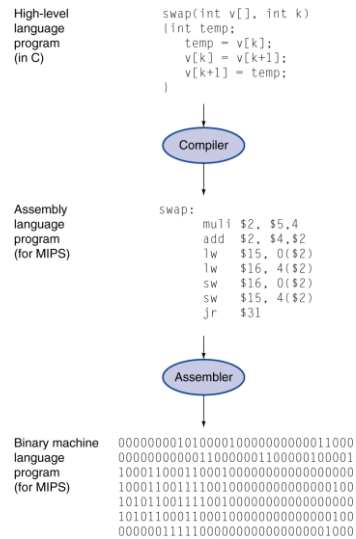 High-level
language
program
(in C)
swap(int v[], int k)
{int temp;
temp = v[k];
v[k] = v[k+1];
v[k+1] = temp;
}
Compiler
Assembly
language
program
(for MIPS)
swap:
muli $2, $5,4
add $2, $4,$2
lw $15, 0($2)
lw $16, 4($2)
sw $16, 0($2)
sw $15, 4($2)
jr $31
Assembler
Binary machine
language
program
(for MIPS)
00000000101000010000000000011000
00000000000110000001100000100001
10001100011000100000000000000000
10001100111100100000000000000100
10101100111100100000000000000000
10101100011000100000000000000100
00000011111000000000000000001000